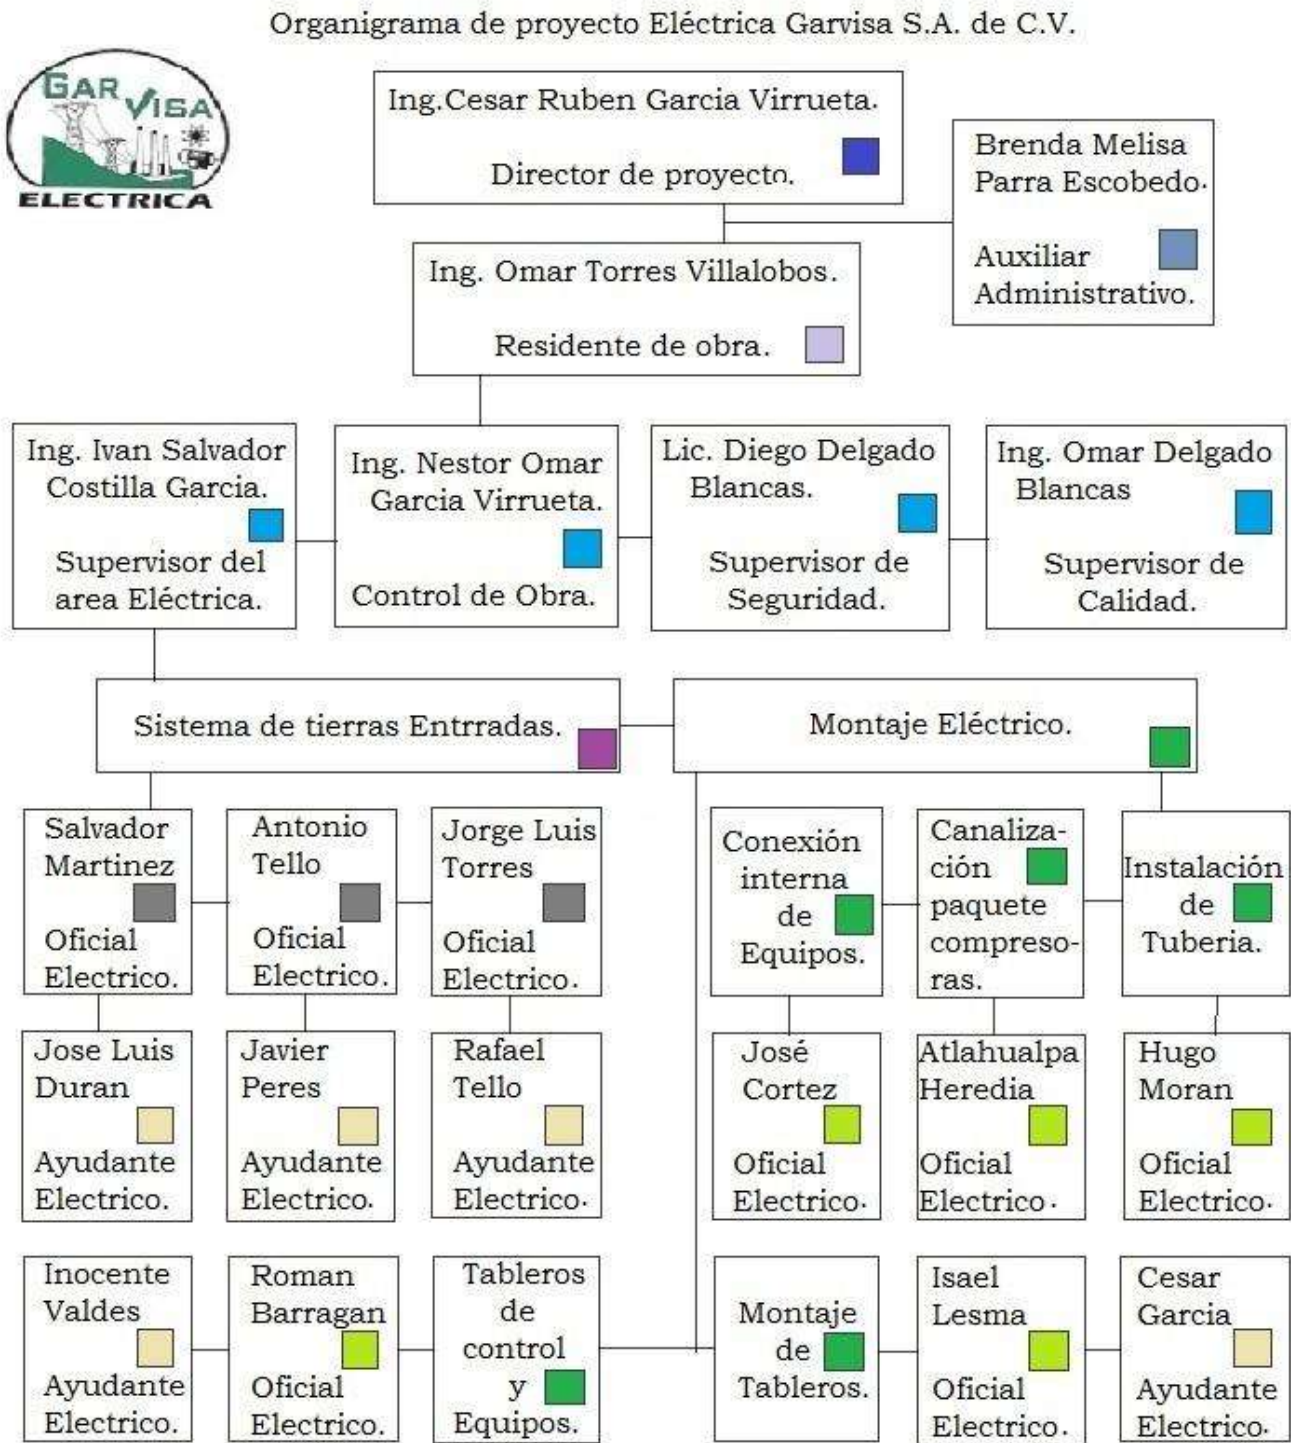 Organigrama de proyecto Eléctrica Garvisa S.A. de C.V.
GAR VISA
ELECTRICA
Ing.Cesar Ruben Garcia Virrueta.
Director de proyecto.
Brenda Melisa
Parra Escobedo.
Auxiliar
Administrativo.
Ing. Omar Torres Villalobos.
Residente de obra.
Ing. Ivan Salvador
Costilla Garcia.
Supervisor del
area Eléctrica.
Ing. Nestor Omar
Garcia Virrueta.
Control de Obra.
Lic. Diego Delgado
Blancas.
Supervisor de
Seguridad.
Ing. Omar Delgado
Blancas
Supervisor de
Calidad.
Sistema de tierras Entrradas.
Montaje Eléctrico.
Salvador
Martinez
Oficial
Electrico.
Antonio
Tello
Oficial
Electrico.
Jorge Luis
Torres
Oficial
Electrico.
Conexión
interna
de
Equipos.
Canaliza-
ción
paquete
compreso-
ras.
Instalación
de
Tuberia.
Jose Luis
Duran
Ayudante
Electrico.
Javier
Peres
Ayudante
Electrico.
Rafael
Tello
Ayudante
Electrico.
José
Cortez
Oficial
Electrico.
Atlahualpa
Heredia
Oficial
Electrico.
Hugo
Moran
Oficial
Electrico.
Inocente
Valdes
Ayudante
Electrico.
Roman
Barragan
Oficial
Electrico.
Tableros
de
control
y
Equipos.
Montaje
de
Tableros.
Isael
Lesma
Oficial
Electrico.
Cesar
Garcia
Ayudante
Electrico.